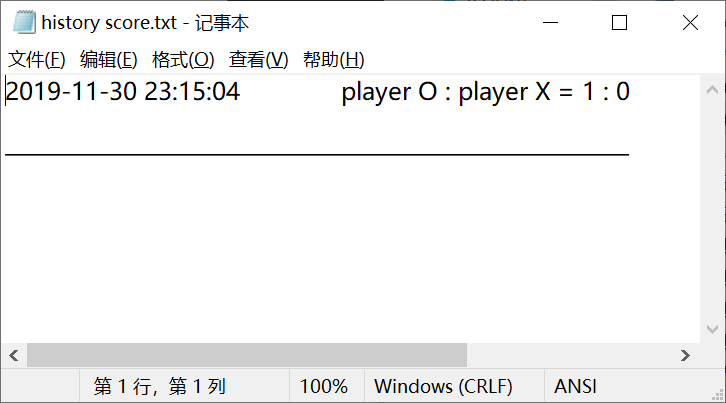 history score.txt - 记事本
文件(F) 编辑(E) 格式(O) 查看(V) 帮助(H)
2019-11-30 23:15:04 player O : player X = 1 : 0
第 1 行，第 1 列 100% Windows (CRLF) ANSI